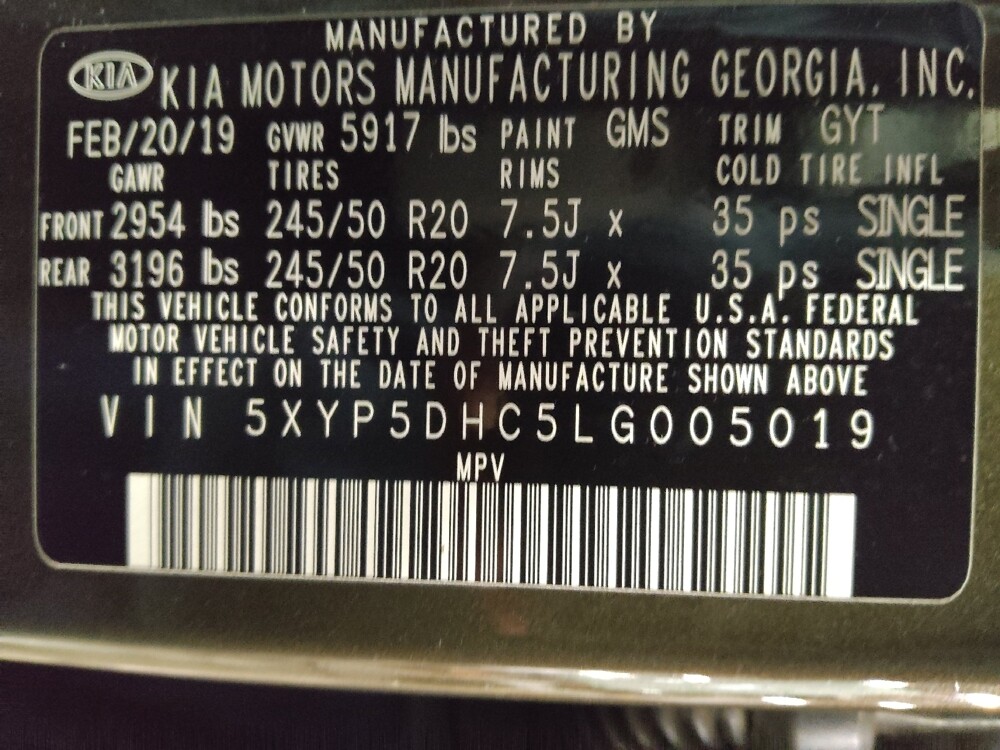 MANUFACTURED BY
KIA KIA MOTORS MANUFACTURING GEORGIA, INC.
FEB/20/19 GVWR 5917 lbs PAINT GMS TRIM GYT
GAWR TIRES RIMS COLD TIRE INFL
FRONT 2954 lbs 245/50 R20 7.5J x 35 ps SINGLE
REAR 3196 lbs 245/50 R20 7.5J x 35 ps SINGLE
THIS VEHICLE CONFORMS TO ALL APPLICABLE U.S.A. FEDERAL
MOTOR VEHICLE SAFETY AND THEFT PREVENTION STANDARDS
IN EFFECT ON THE DATE OF MANUFACTURE SHOWN ABOVE
VIN 5XYP5DHC5LG005019
MPV